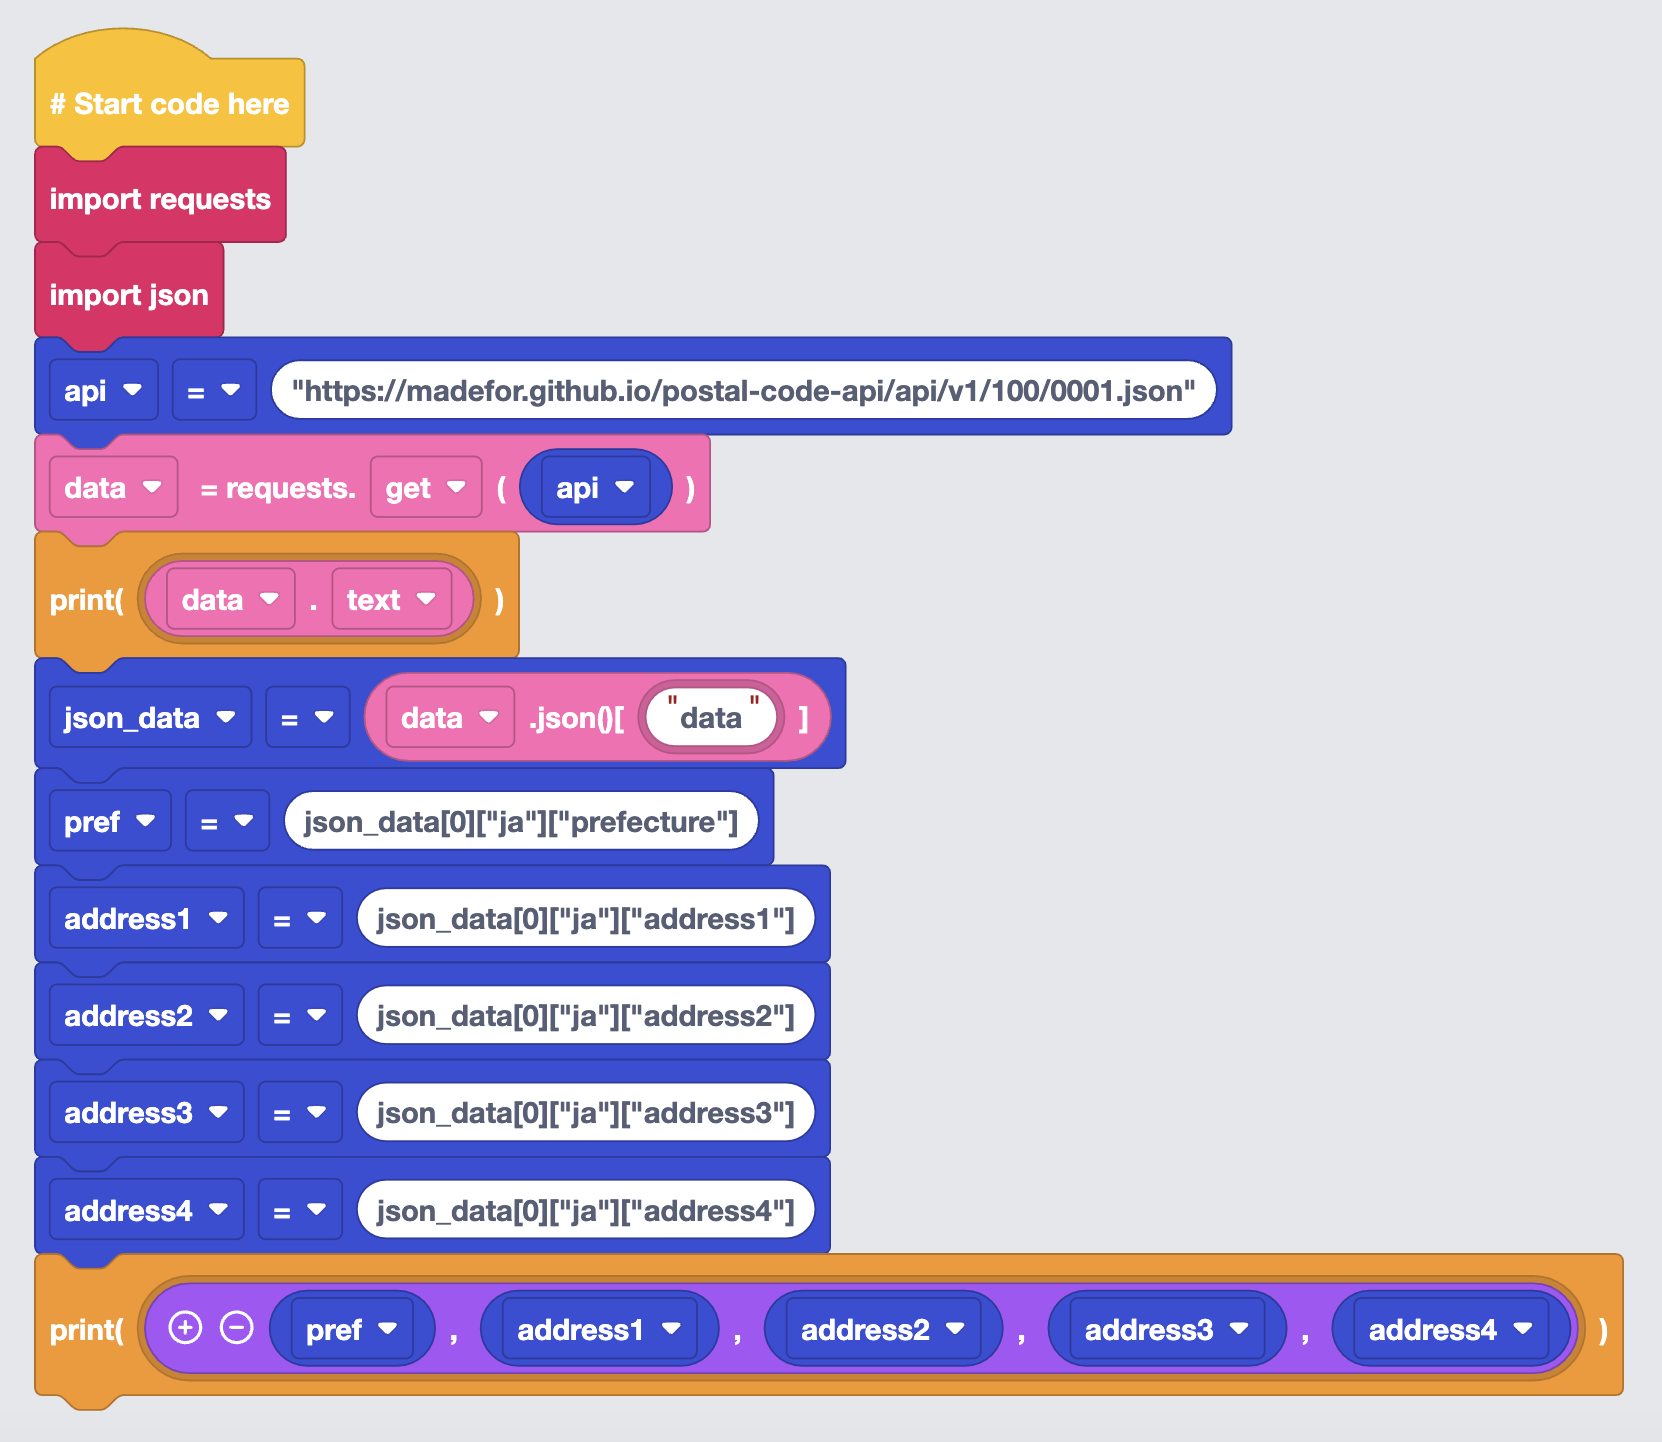 # Start code here
import requests
import json
api = "https://madefor.github.io/postal-code-api/api/v1/100/0001.json"
data = requests. get ( api )
print( data . text )
json_data = data .json()[ "data" ]
pref = json_data[0]["ja"]["prefecture"]
address1 = json_data[0]["ja"]["address1"]
address2 = json_data[0]["ja"]["address2"]
address3 = json_data[0]["ja"]["address3"]
address4 = json_data[0]["ja"]["address4"]
print( pref , address1 , address2 , address3 , address4 )